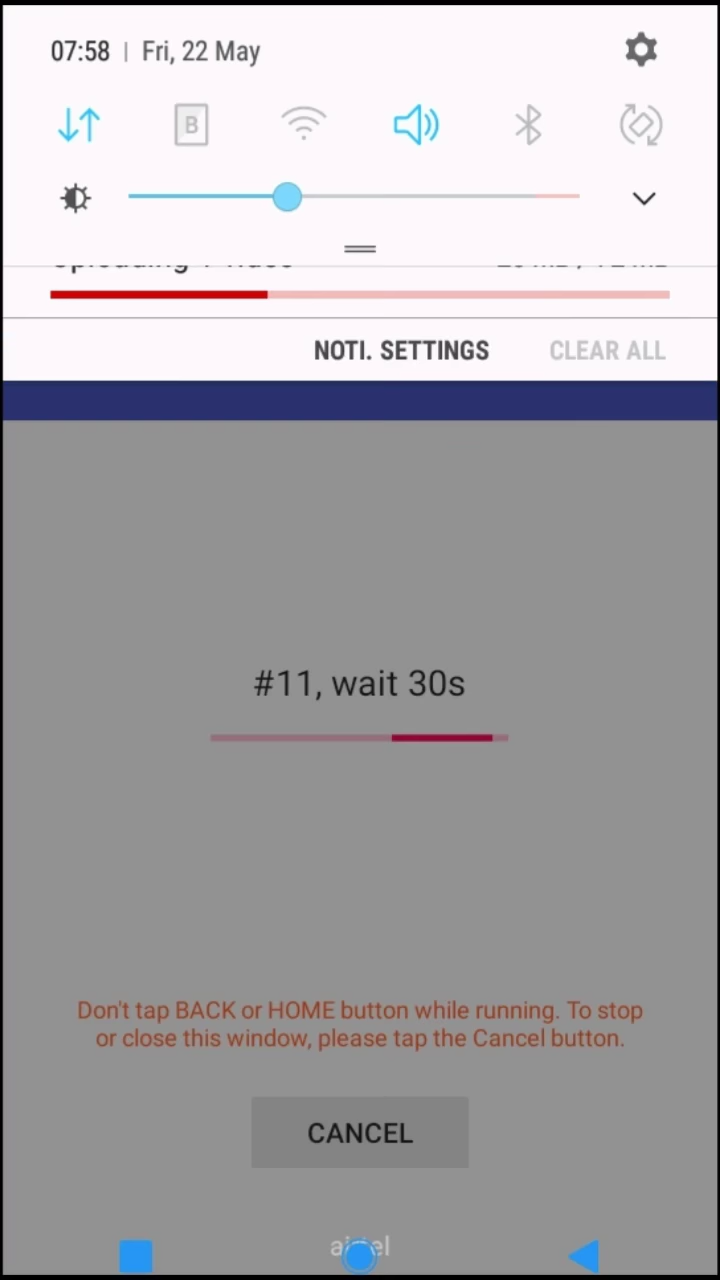 07:58 | Fri, 22 May
B
NOTI. SETTINGS CLEAR ALL
#11, wait 30s
Don't tap BACK or HOME button while running. To stop
or close this window, please tap the Cancel button.
CANCEL